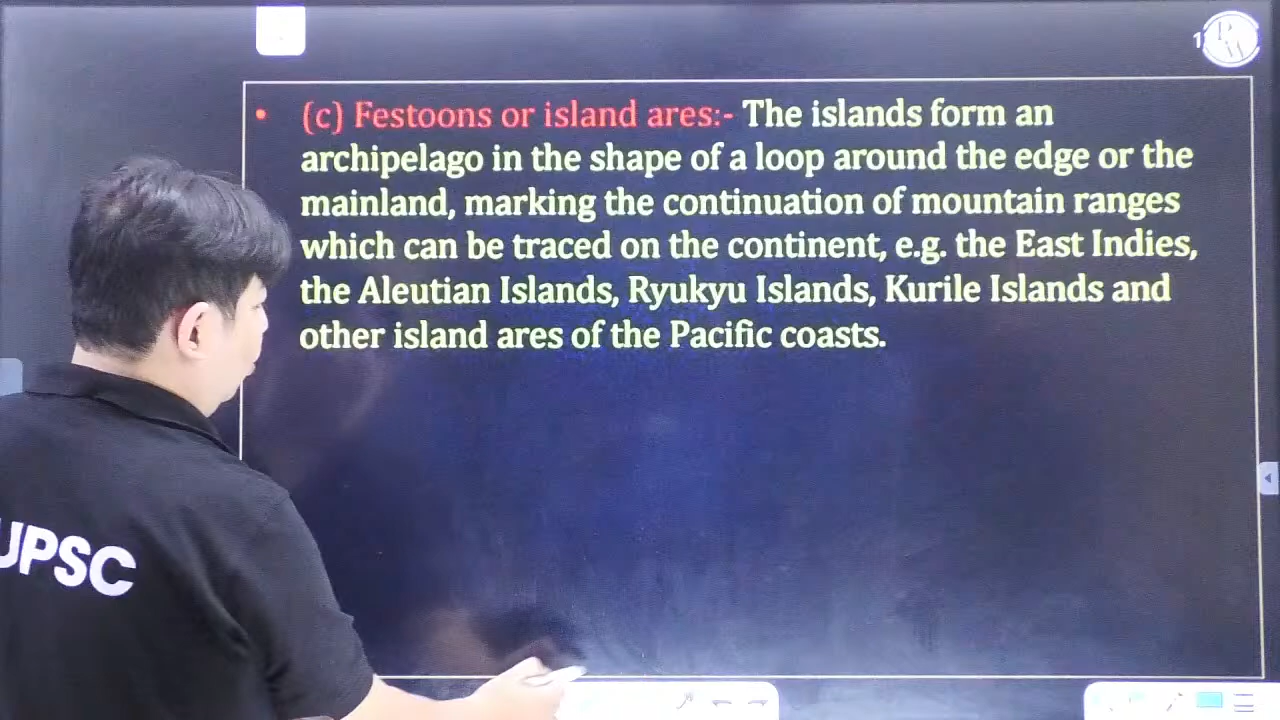 • (c) Festoons or island ares:- The islands form an
archipelago in the shape of a loop around the edge or the
mainland, marking the continuation of mountain ranges
which can be traced on the continent, e.g. the East Indies,
the Aleutian Islands, Ryukyu Islands, Kurile Islands and
other island ares of the Pacific coasts.
UPSC